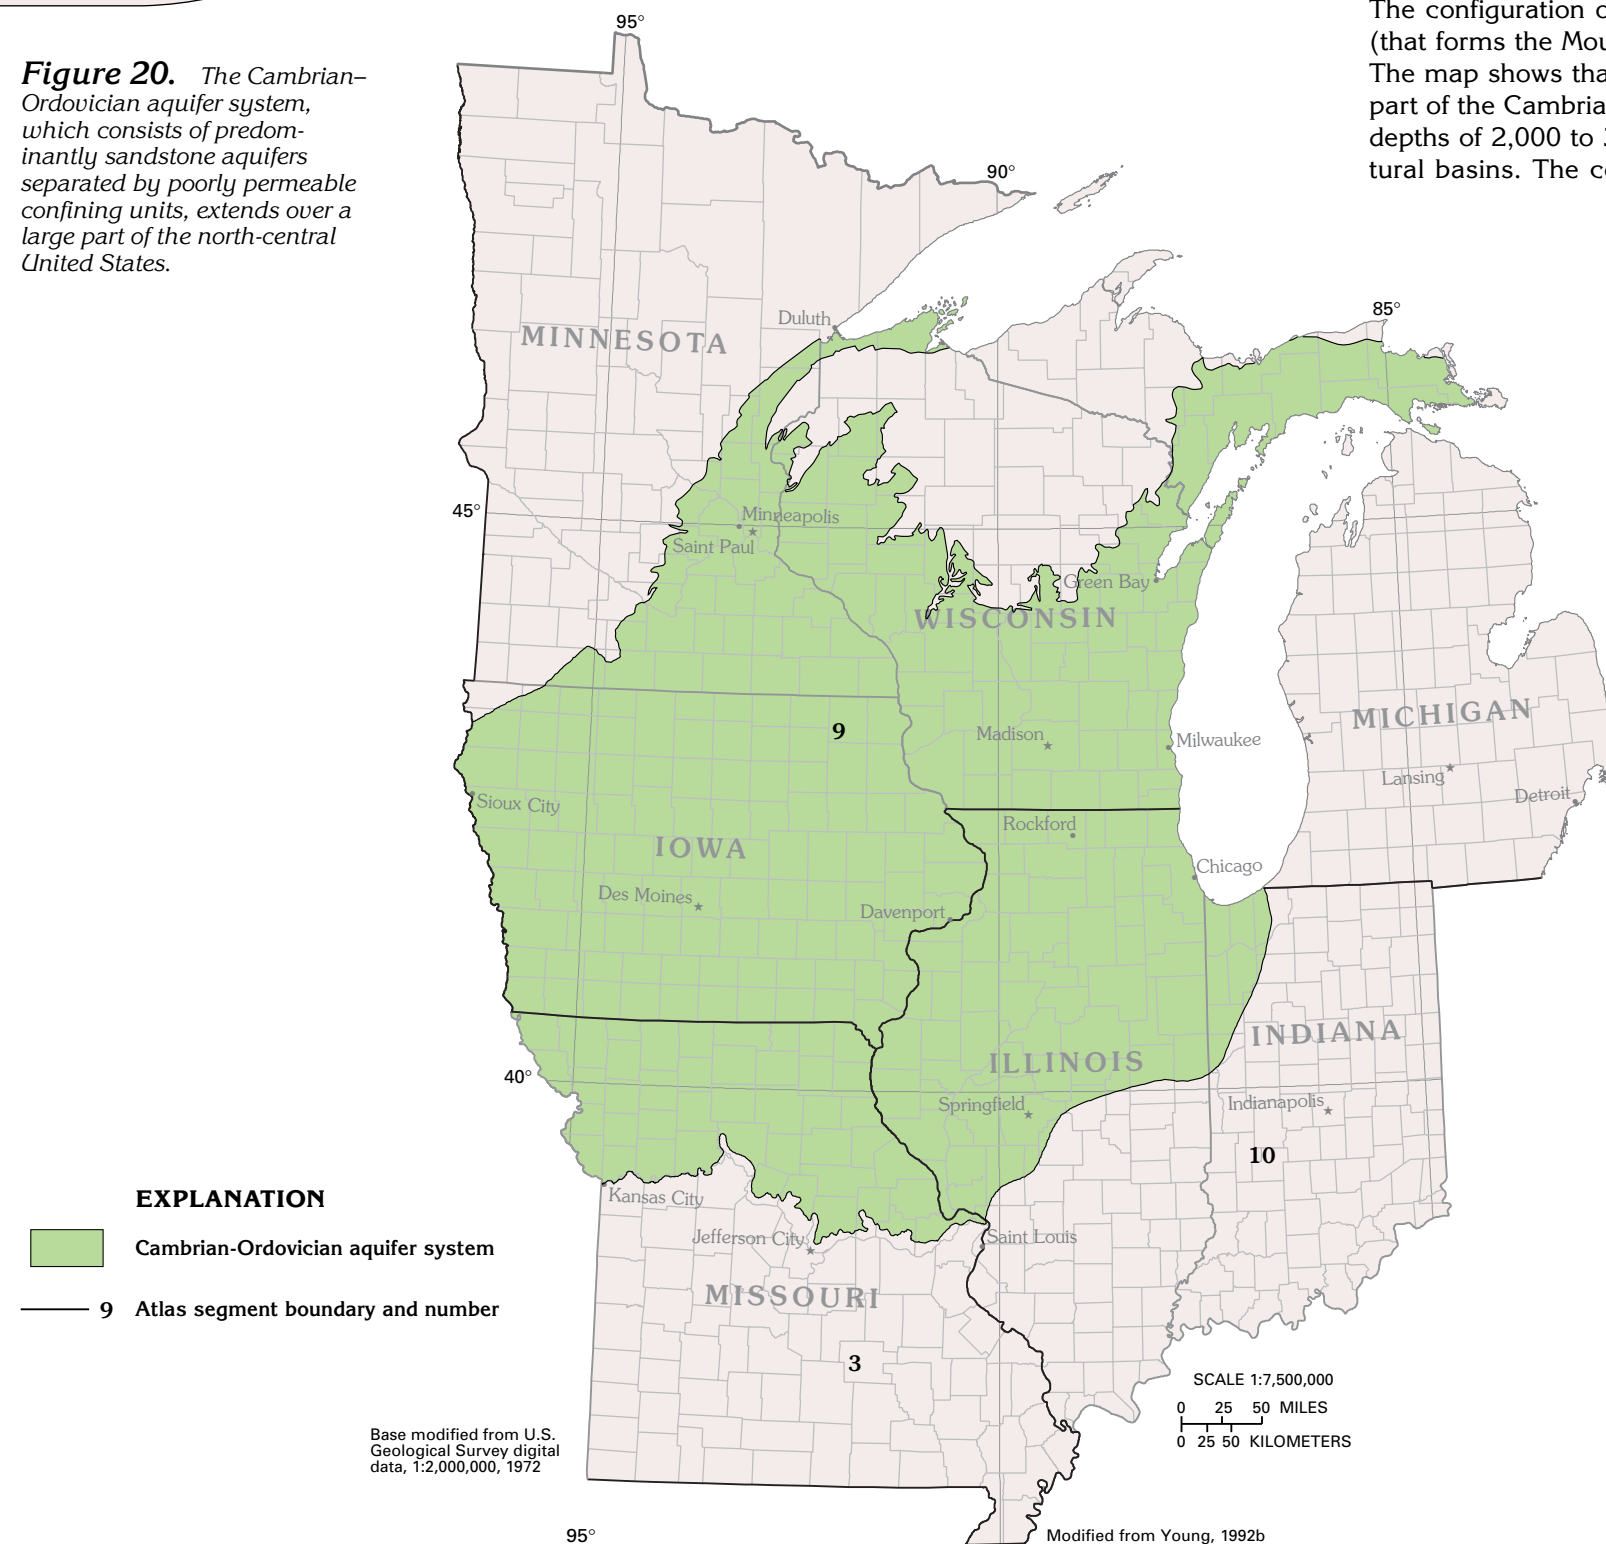 Figure 20. The Cambrian–
Ordovician aquifer system,
which consists of predom-
inantly sandstone aquifers
separated by poorly permeable
confining units, extends over a
large part of the north-central
United States.
The configuration
(that forms the
The map shows
part of the
depths of 2,000 to
tural basins. The
95°
90°
85°
Duluth
MINNESOTA
45°
Minneapolis
Saint Paul
Green Bay
WISCONSIN
MICHIGAN
9
Madison
Milwaukee
Lansing
Detroit
Sioux City
Rockford
IOWA
Chicago
Des Moines
Davenport
INDIANA
ILLINOIS
40°
Springfield
Indianapolis
10
Kansas City
Jefferson City
Saint Louis
MISSOURI
3
EXPLANATION
Cambrian-Ordovician aquifer system
9 Atlas segment boundary and number
SCALE 1:7,500,000
0 25 50 MILES
0 25 50 KILOMETERS
Base modified from U.S.
Geological Survey digital
data, 1:2,000,000, 1972
95°
Modified from Young, 1992b